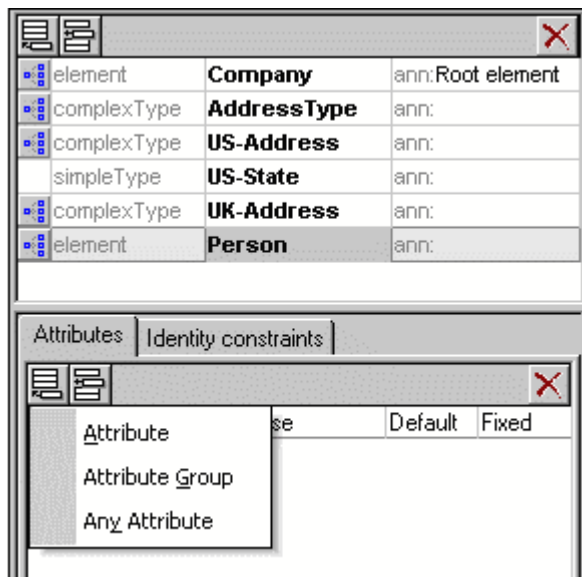 element Company ann:Root element
complexType AddressType ann:
complexType US-Address ann:
simpleType US-State ann:
complexType UK-Address ann:
element Person ann:
Attributes Identity constraints
se Default Fixed
Attribute
Attribute Group
Any Attribute